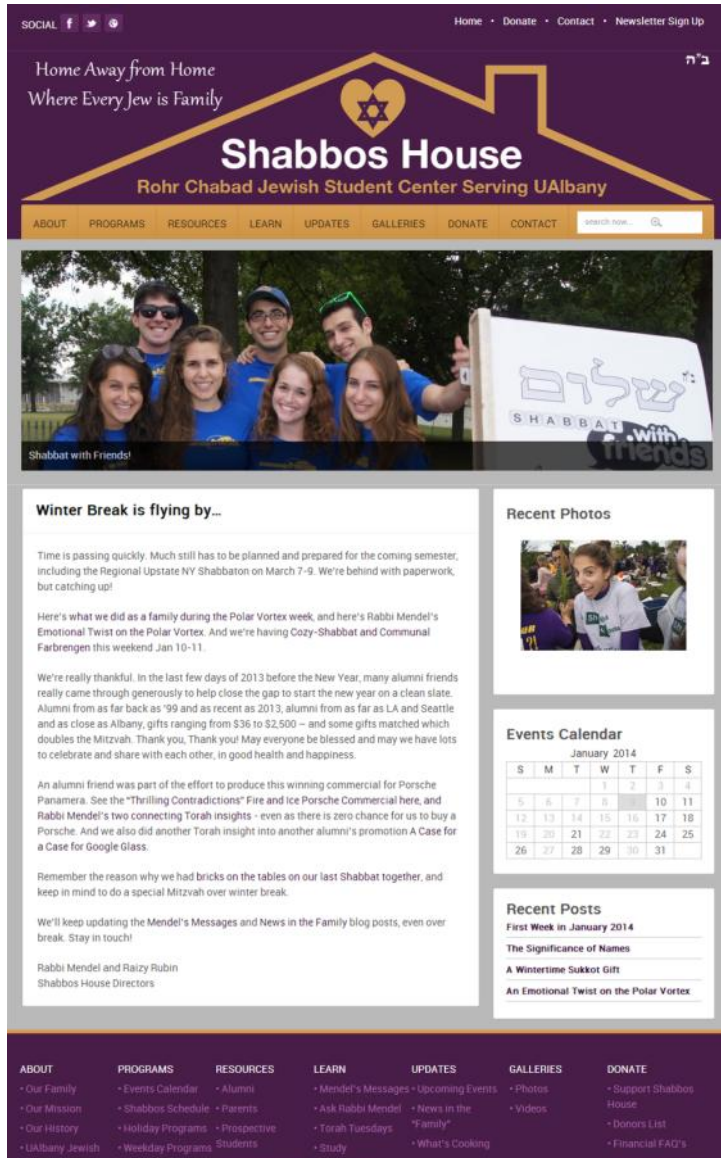 SOCIAL
Home • Donate • Contact • Newsletter Sign Up
ב"ה
Home Away from Home
Where Every Jew is Family
Shabbos House
Rohr Chabad Jewish Student Center Serving UAlbany
ABOUT PROGRAMS RESOURCES LEARN UPDATES GALLERIES DONATE CONTACT search now...
שלום
SHABBAT
with
friends
Shabbat with Friends!
Winter Break is flying by...
Time is passing quickly. Much still has to be planned and prepared for the coming semester,
including the Regional Upstate NY Shabbaton on March 7-9. We're behind with paperwork,
but catching up!
Here's what we did as a family during the Polar Vortex week, and here's Rabbi Mendel's
Emotional Twist on the Polar Vortex. And we're having Cozy-Shabbat and Communal
Farbrengen this weekend Jan 10-11.
We're really thankful. In the last few days of 2013 before the New Year, many alumni friends
really came through generously to help close the gap to start the new year on a clean slate.
Alumni from as far back as '99 and as recent as 2013, alumni from as far as LA and Seattle
and as close as Albany, gifts ranging from $36 to $2,500 – and some gifts matched which
doubles the Mitzvah. Thank you, Thank you! May everyone be blessed and may we have lots
to celebrate and share with each other, in good health and happiness.
An alumni friend was part of the effort to produce this winning commercial for Porsche
Panamera. See the "Thrilling Contradictions" Fire and Ice Porsche Commercial here, and
Rabbi Mendel's two connecting Torah insights - even as there is zero chance for us to buy a
Porsche. And we also did another Torah insight into another alumni's promotion A Case for
a Case for Google Glass.
Remember the reason why we had bricks on the tables on our last Shabbat together, and
keep in mind to do a special Mitzvah over winter break.
We'll keep updating the Mendel's Messages and News in the Family blog posts, even over
break. Stay in touch!
Rabbi Mendel and Raizy Rubin
Shabbos House Directors
Recent Photos
Events Calendar
January 2014
S M T W T F S
1 2 3 4
5 6 7 8 9 10 11
12 13 14 15 16 17 18
19 20 21 22 23 24 25
26 27 28 29 30 31
Recent Posts
First Week in January 2014
The Significance of Names
A Wintertime Sukkot Gift
An Emotional Twist on the Polar Vortex
ABOUT
• Our Family
• Our Mission
• Our History
• UAlbany Jewish
PROGRAMS
• Events Calendar
• Shabbos Schedule
• Holiday Programs
• Weekday Programs
RESOURCES
• Alumni
• Parents
• Prospective
Students
LEARN
• Mendel's Messages
• Ask Rabbi Mendel
• Torah Tuesdays
• Study
UPDATES
• Upcoming Events
• News in the
"Family"
• What's Cooking
GALLERIES
• Photos
• Videos
DONATE
• Support Shabbos
House
• Donors List
• Financial FAQ's